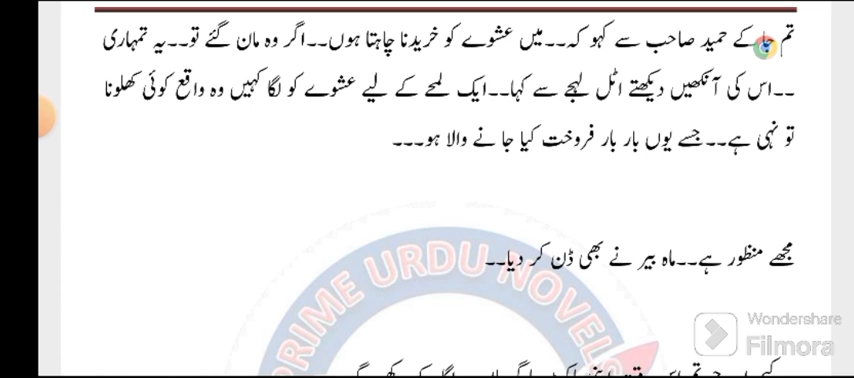 تم جا کے حمید صاحب سے کہو کہ۔۔میں عشوے کو خریدنا چاہتا ہوں۔۔اگر وہ مان گئے تو۔۔یہ تمہاری
۔۔اس کی آنکھیں دیکھتے اٹل لہجے سے کہا۔۔ایک لمحے کے لیے عشوے کو لگا کہیں وہ واقع کوئی کھلونا
تو نہی ہے۔۔جسے یوں بار بار فروخت کیا جانے والا ہو۔۔۔
مجھے منظور ہے۔۔ماہ بیر نے بھی ڈن کر دیا۔۔
PRIME URDU NOVELS
Wondershare
Filmora